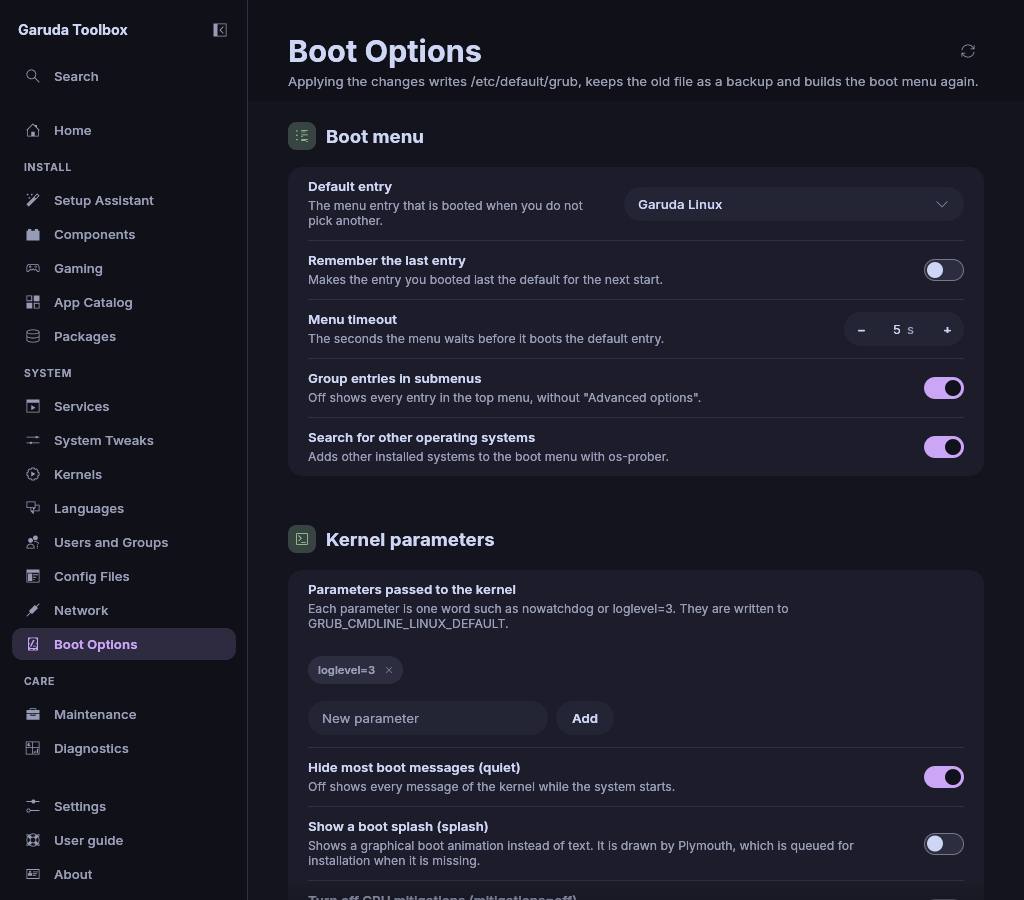 Garuda Toolbox
Search
Home
INSTALL
Setup Assistant
Components
Gaming
App Catalog
Packages
SYSTEM
Services
System Tweaks
Kernels
Languages
Users and Groups
Config Files
Network
Boot Options
CARE
Maintenance
Diagnostics
Settings
User guide
About
Boot Options
Applying the changes writes /etc/default/grub, keeps the old file as a backup and builds the boot menu again.
Boot menu
Default entry
The menu entry that is booted when you do not
pick another.
Garuda Linux
Remember the last entry
Makes the entry you booted last the default for the next start.
Menu timeout
The seconds the menu waits before it boots the default entry.
− 5 s +
Group entries in submenus
Off shows every entry in the top menu, without "Advanced options".
Search for other operating systems
Adds other installed systems to the boot menu with os-prober.
Kernel parameters
Parameters passed to the kernel
Each parameter is one word such as nowatchdog or loglevel=3. They are written to
GRUB_CMDLINE_LINUX_DEFAULT.
loglevel=3 ×
New parameter
Add
Hide most boot messages (quiet)
Off shows every message of the kernel while the system starts.
Show a boot splash (splash)
Shows a graphical boot animation instead of text. It is drawn by Plymouth, which is queued for
installation when it is missing.
Turn off CPU mitigations (mitigations=off)